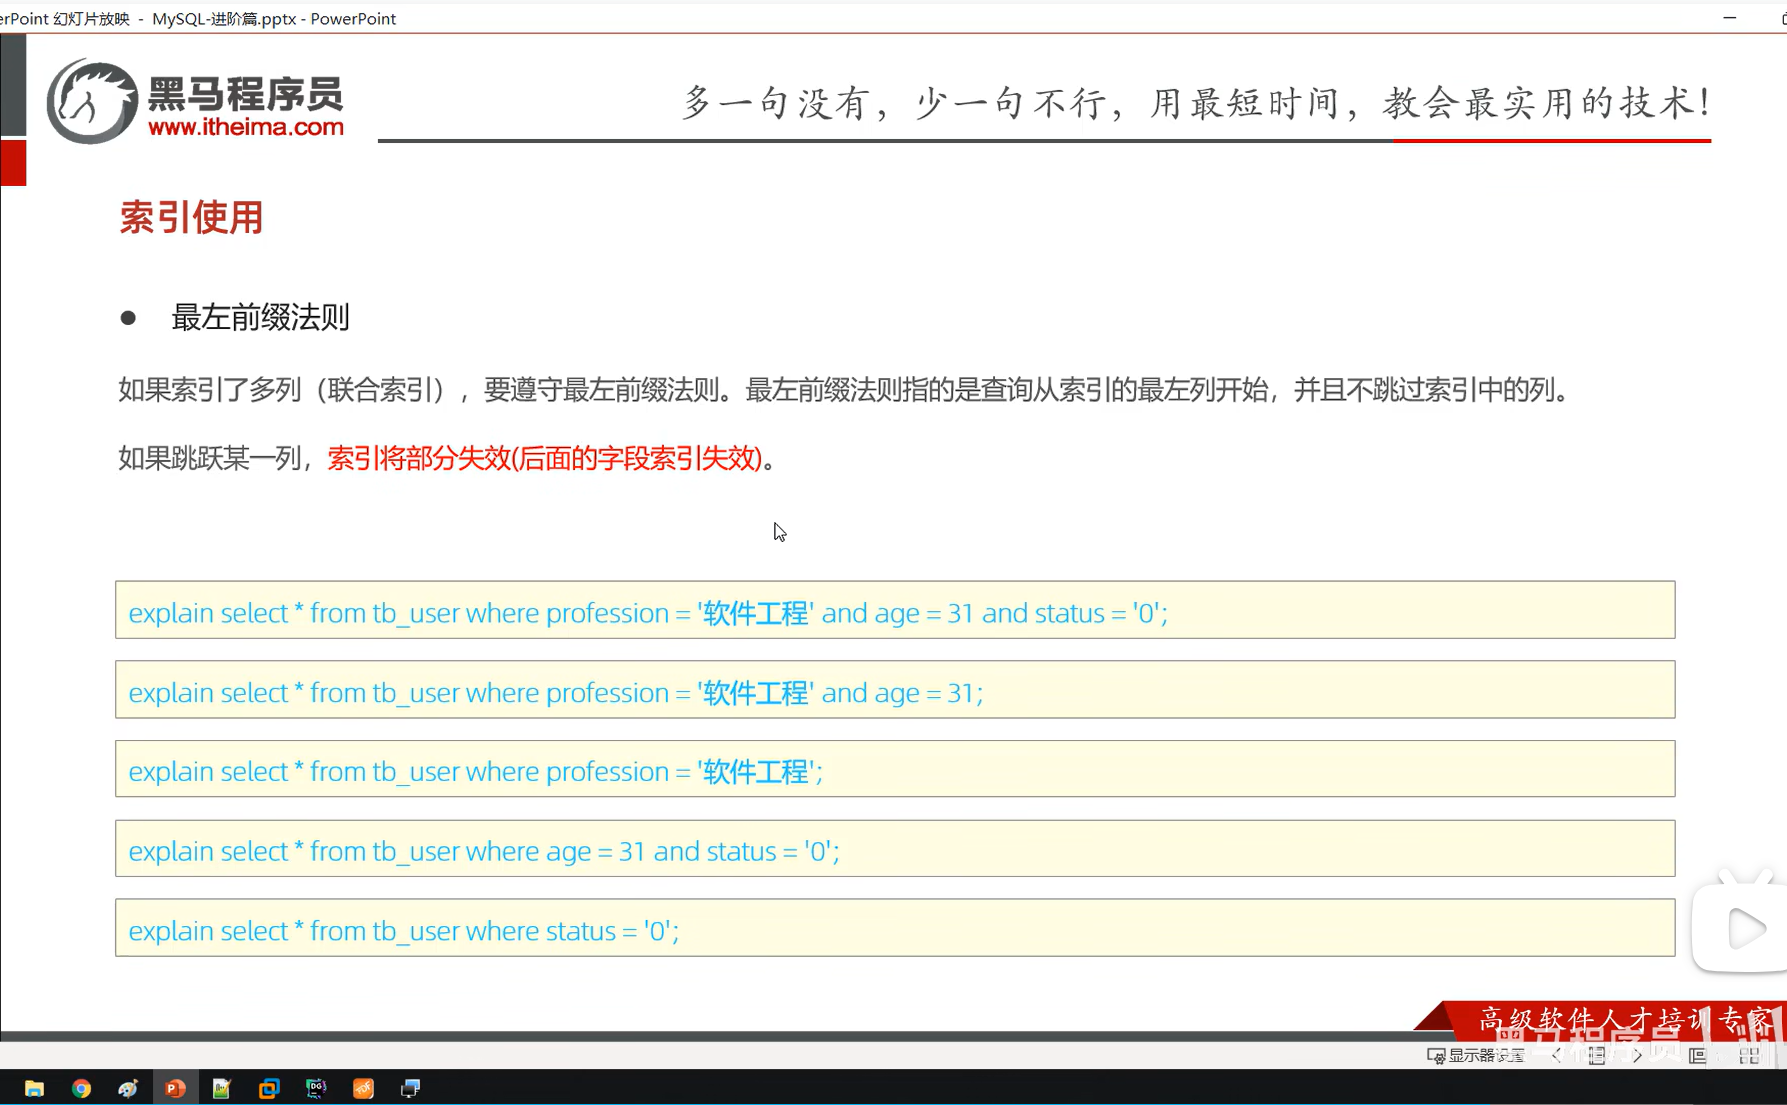 erPoint 幻灯片放映 - MySQL-进阶篇.pptx - PowerPoint
黑马程序员
www.itheima.com
多一句没有，少一句不行，用最短时间，教会最实用的技术！
索引使用
● 最左前缀法则
如果索引了多列（联合索引），要遵守最左前缀法则。最左前缀法则指的是查询从索引的最左列开始，并且不跳过索引中的列。
如果跳跃某一列，索引将部分失效(后面的字段索引失效)。
explain select * from tb_user where profession = '软件工程' and age = 31 and status = '0';
explain select * from tb_user where profession = '软件工程' and age = 31;
explain select * from tb_user where profession = '软件工程';
explain select * from tb_user where age = 31 and status = '0';
explain select * from tb_user where status = '0';
高级软件人才培训专家
黑马程序员
显示器设置